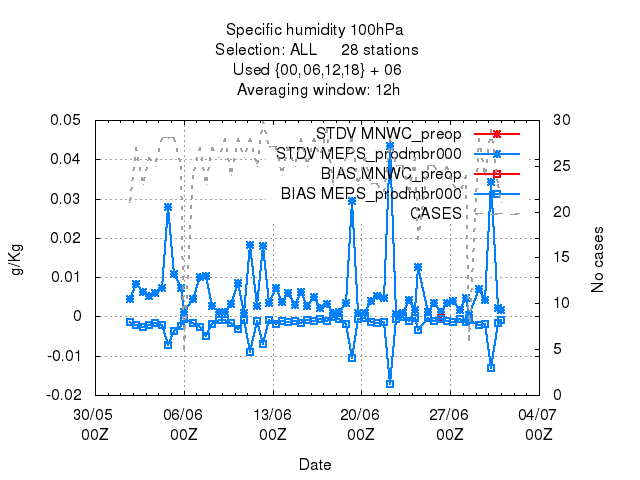 Specific humidity 100hPa
Selection: ALL 28 stations
Used {00,06,12,18} + 06
Averaging window: 12h
0.05
0.04
0.03
0.02
0.01
0
-0.01
-0.02
g/Kg
30
25
20
15
10
5
0
No cases
STDV MNWC_preop
STDV MEPS_prodmbr000
BIAS MNWC_preop
BIAS MEPS_prodmbr000
CASES
30/05 06/06 13/06 20/06 27/06 04/07
00Z 00Z 00Z 00Z 00Z 00Z
Date